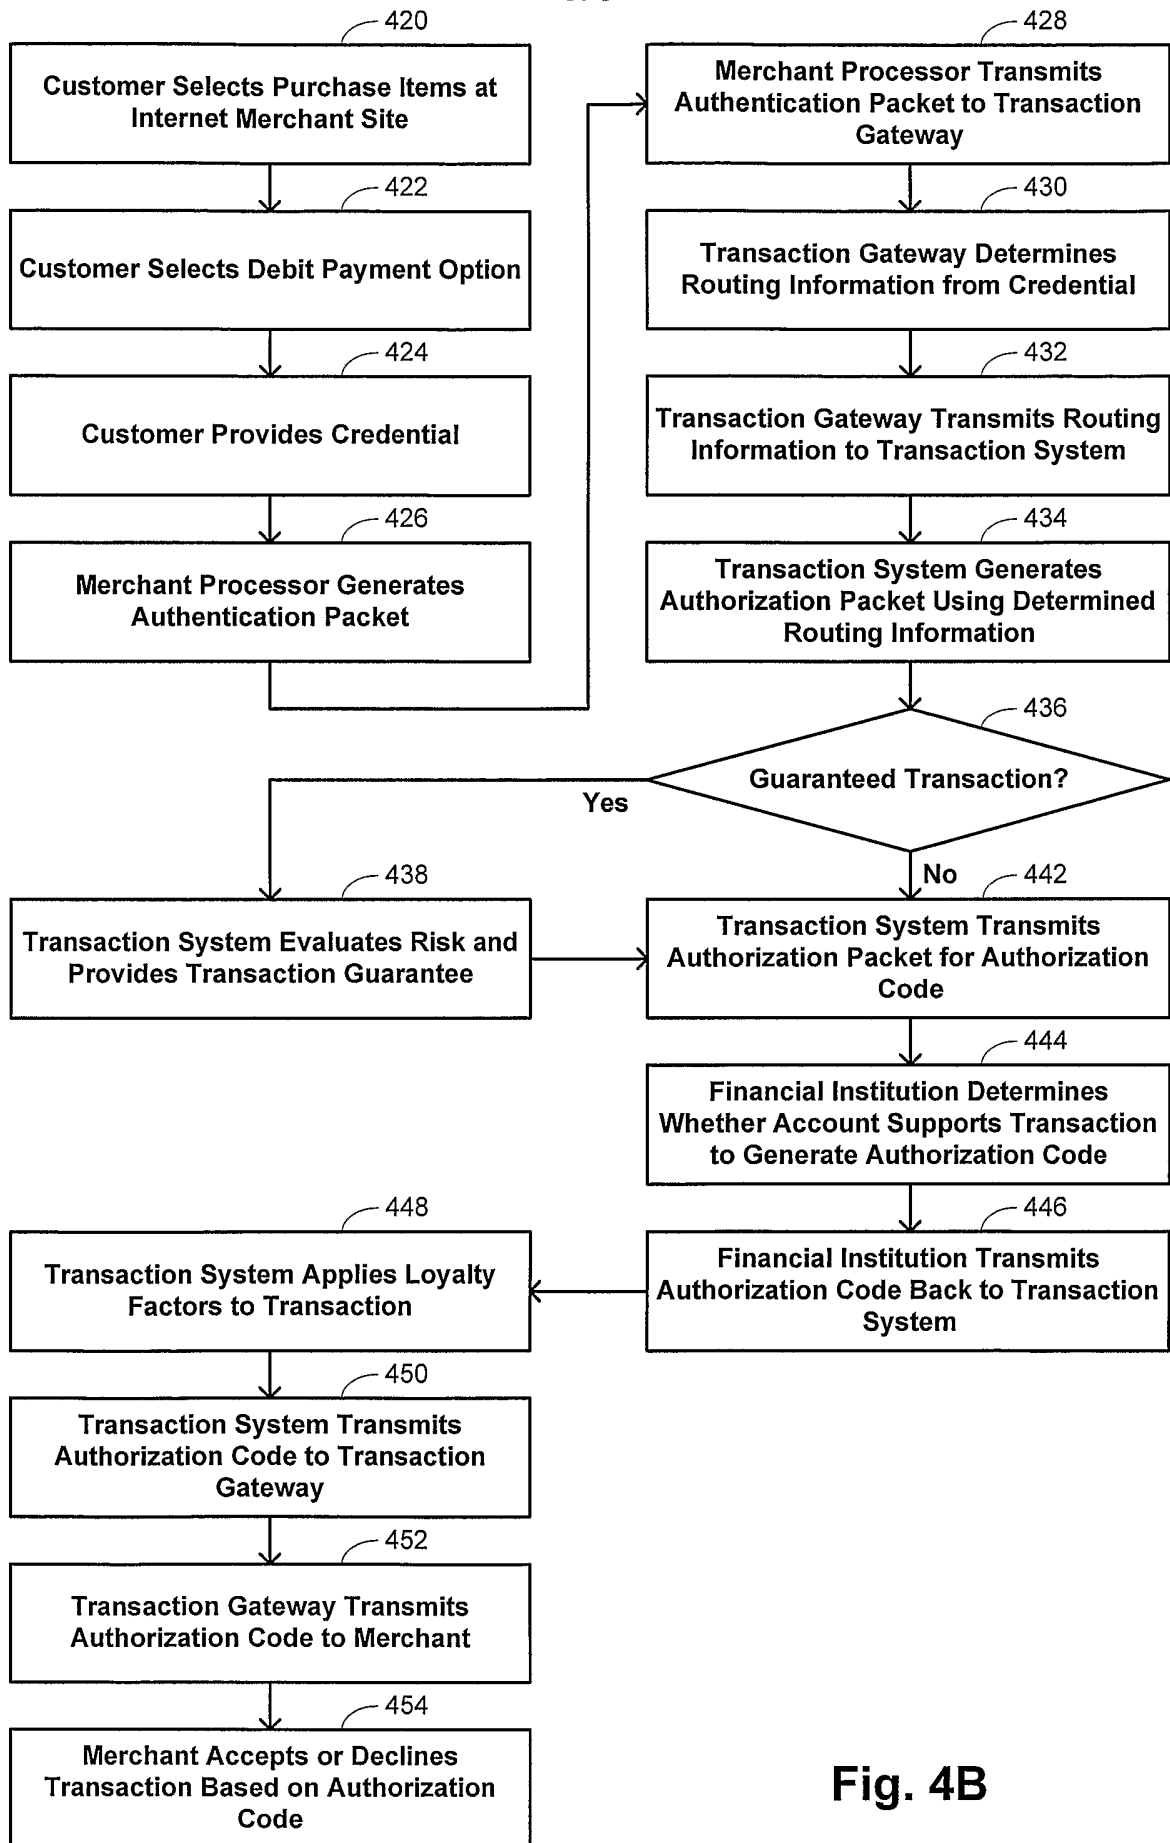 420
Customer Selects Purchase Items at
Internet Merchant Site
422
Customer Selects Debit Payment Option
424
Customer Provides Credential
426
Merchant Processor Generates
Authentication Packet
428
Merchant Processor Transmits
Authentication Packet to Transaction
Gateway
430
Transaction Gateway Determines
Routing Information from Credential
432
Transaction Gateway Transmits Routing
Information to Transaction System
434
Transaction System Generates
Authorization Packet Using Determined
Routing Information
436
Guaranteed Transaction?
Yes
No
438
Transaction System Evaluates Risk and
Provides Transaction Guarantee
442
Transaction System Transmits
Authorization Packet for Authorization
Code
444
Financial Institution Determines
Whether Account Supports Transaction
to Generate Authorization Code
446
Financial Institution Transmits
Authorization Code Back to Transaction
System
448
Transaction System Applies Loyalty
Factors to Transaction
450
Transaction System Transmits
Authorization Code to Transaction
Gateway
452
Transaction Gateway Transmits
Authorization Code to Merchant
454
Merchant Accepts or Declines
Transaction Based on Authorization
Code
Fig. 4B